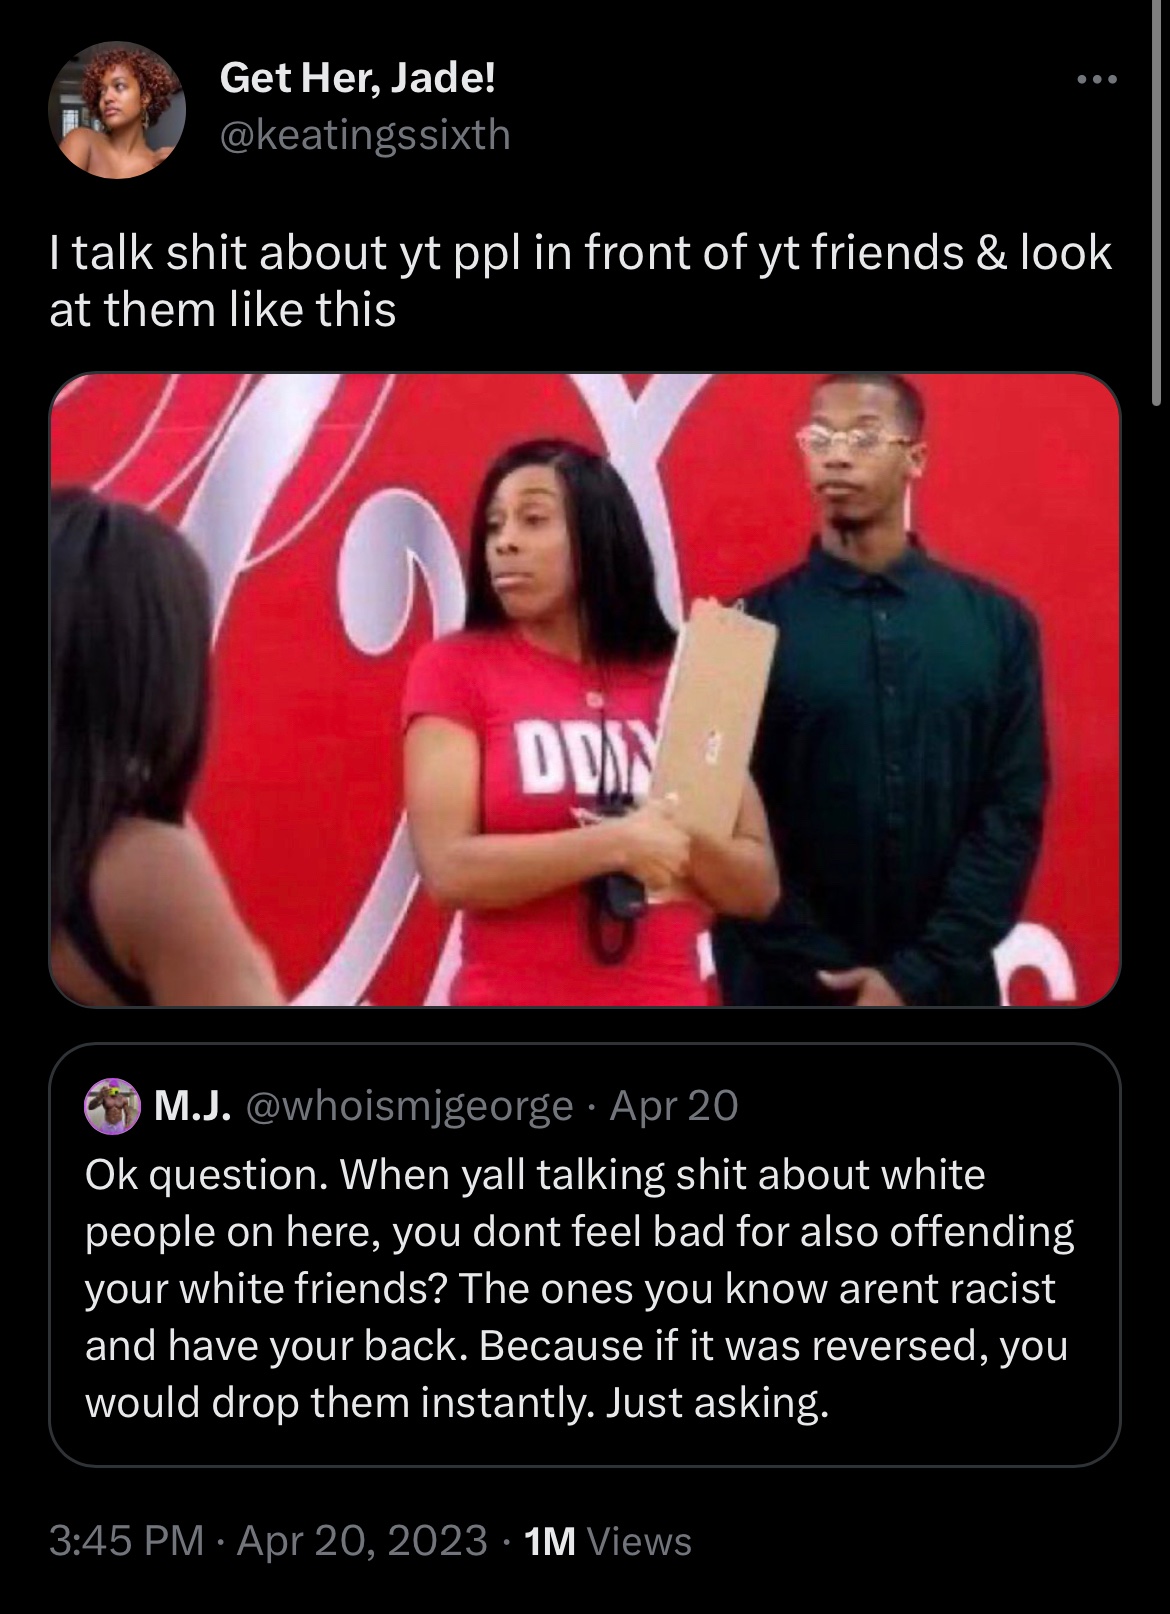 Get Her, Jade!
@keatingssixth
I talk shit about yt ppl in front of yt friends & look
at them like this
M.J. @whoismjgeorge · Apr 20
Ok question. When yall talking shit about white
people on here, you dont feel bad for also offending
your white friends? The ones you know arent racist
and have your back. Because if it was reversed, you
would drop them instantly. Just asking.
3:45 PM · Apr 20, 2023 · 1M Views